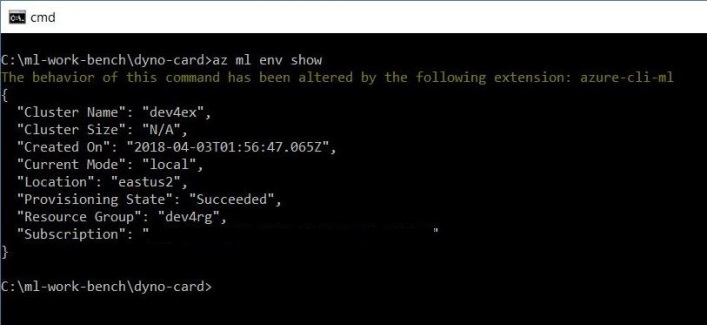 cmd
C:\ml-work-bench\dyno-card>az ml env show
The behavior of this command has been altered by the following extension: azure-cli-ml
{
  "Cluster Name": "dev4ex",
  "Cluster Size": "N/A",
  "Created On": "2018-04-03T01:56:47.065Z",
  "Current Mode": "local",
  "Location": "eastus2",
  "Provisioning State": "Succeeded",
  "Resource Group": "dev4rg",
  "Subscription": "                                    "
}
C:\ml-work-bench\dyno-card>